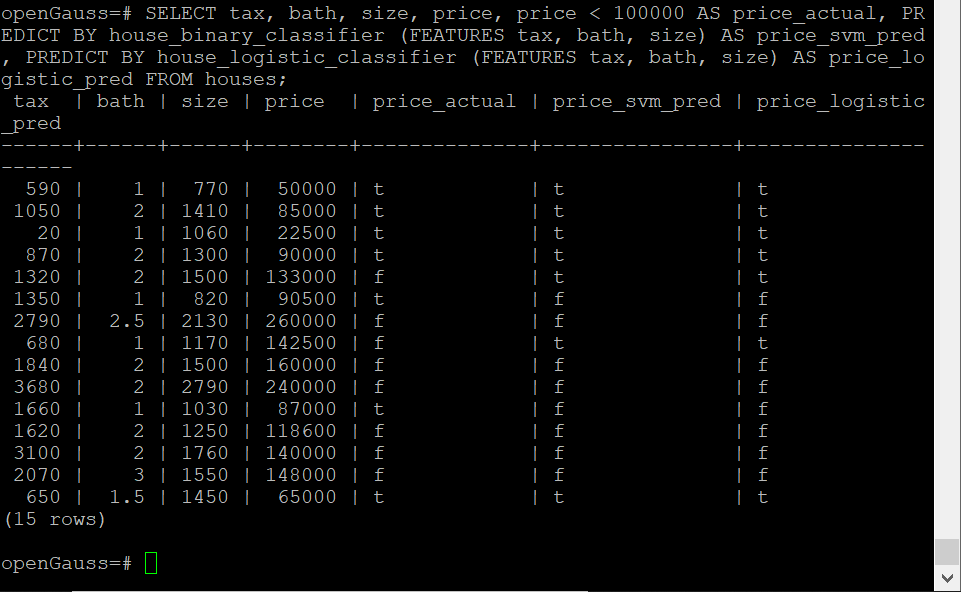 openGauss=# SELECT tax, bath, size, price, price < 100000 AS price_actual, PR
EDICT BY house_binary_classifier (FEATURES tax, bath, size) AS price_svm_pred
, PREDICT BY house_logistic_classifier (FEATURES tax, bath, size) AS price_lo
gistic_pred FROM houses;
 tax  | bath | size | price  | price_actual | price_svm_pred | price_logistic
_pred
------+------+------+--------+--------------+----------------+---------------
------
  590 |    1 |  770 |  50000 | t            | t              | t
 1050 |    2 | 1410 |  85000 | t            | t              | t
   20 |    1 | 1060 |  22500 | t            | t              | t
  870 |    2 | 1300 |  90000 | t            | t              | t
 1320 |    2 | 1500 | 133000 | f            | t              | t
 1350 |    1 |  820 |  90500 | t            | f              | f
 2790 |  2.5 | 2130 | 260000 | f            | f              | f
  680 |    1 | 1170 | 142500 | f            | t              | t
 1840 |    2 | 1500 | 160000 | f            | f              | f
 3680 |    2 | 2790 | 240000 | f            | f              | f
 1660 |    1 | 1030 |  87000 | t            | f              | f
 1620 |    2 | 1250 | 118600 | f            | f              | f
 3100 |    2 | 1760 | 140000 | f            | f              | f
 2070 |    3 | 1550 | 148000 | f            | f              | f
  650 |  1.5 | 1450 |  65000 | t            | t              | t
(15 rows)
openGauss=#